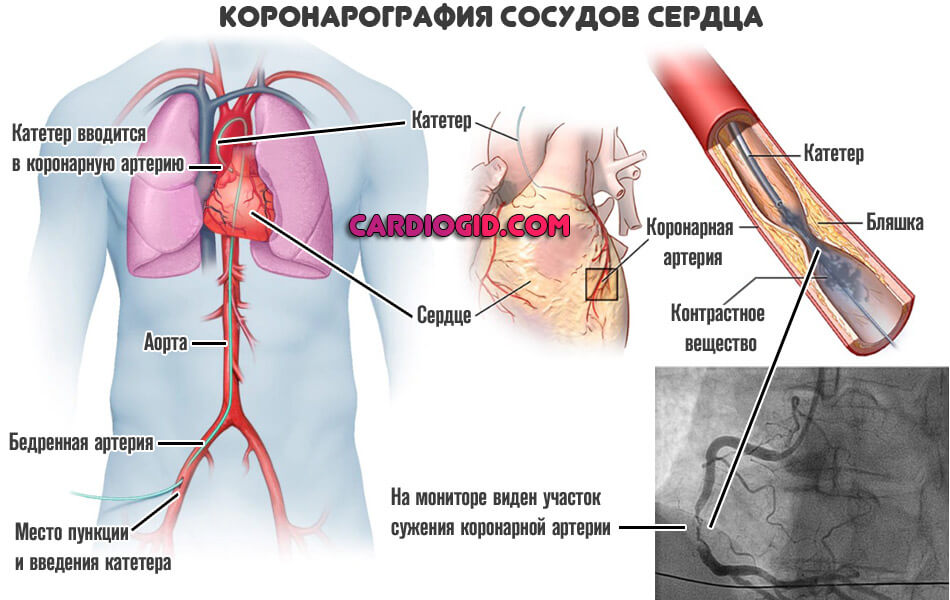 КОРОНАРОГРАФИЯ СОСУДОВ СЕРДЦА
Катетер вводится
в коронарную артерию
Катетер
Катетер
CARDIOGID.COM
Коронарная
артерия
Бляшка
Сердце
Контрастное
вещество
Аорта
Бедренная артерия
На мониторе виден участок
сужения коронарной артерии
Место пункции
и введения катетера